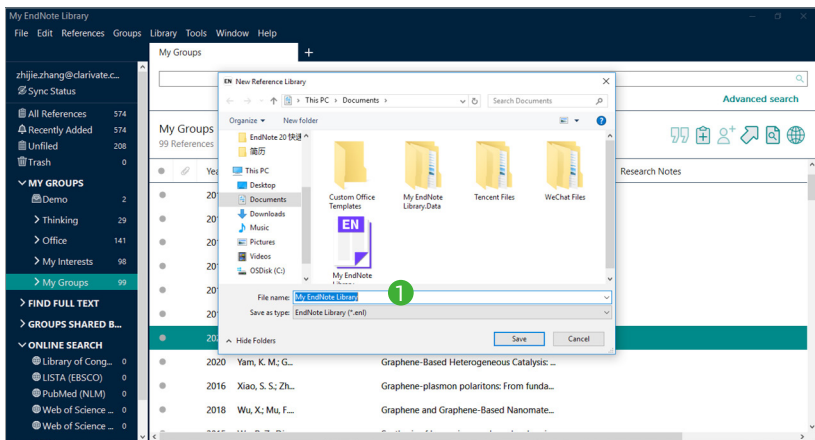 My EndNote Library
File Edit References Groups Library Tools Window Help
My Groups
zhijie.zhang@clarivate.c...
Sync Status
All References 574
Recently Added 574
Unfiled 208
Trash 0
MY GROUPS
Demo 2
Thinking 29
Office 141
My Interests 98
My Groups 99
FIND FULL TEXT
GROUPS SHARED B...
ONLINE SEARCH
Library of Cong... 0
LISTA (EBSCO) 0
PubMed (NLM) 0
Web of Science ... 0
Web of Science ... 0
Advanced search
My Groups
99 References
Research Notes
EN New Reference Library
This PC > Documents >
Search Documents
Organize
New folder
EndNote 20 快速
简历
This PC
Desktop
Documents
Downloads
Music
Pictures
Videos
OSDisk (C:)
Custom Office Templates
My EndNote Library.Data
Tencent Files
WeChat Files
EN
My EndNote Library
1
File name: My EndNote Library
Save as type: EndNote Library (*.enl)
Hide Folders
Save
Cancel
2020 Yam, K. M.; G... Graphene-Based Heterogeneous Catalysis: ...
2016 Xiao, S. S.; Zh... Graphene-plasmon polaritons: From funda...
2018 Wu, X.; Mu, F.... Graphene and Graphene-Based Nanomate...